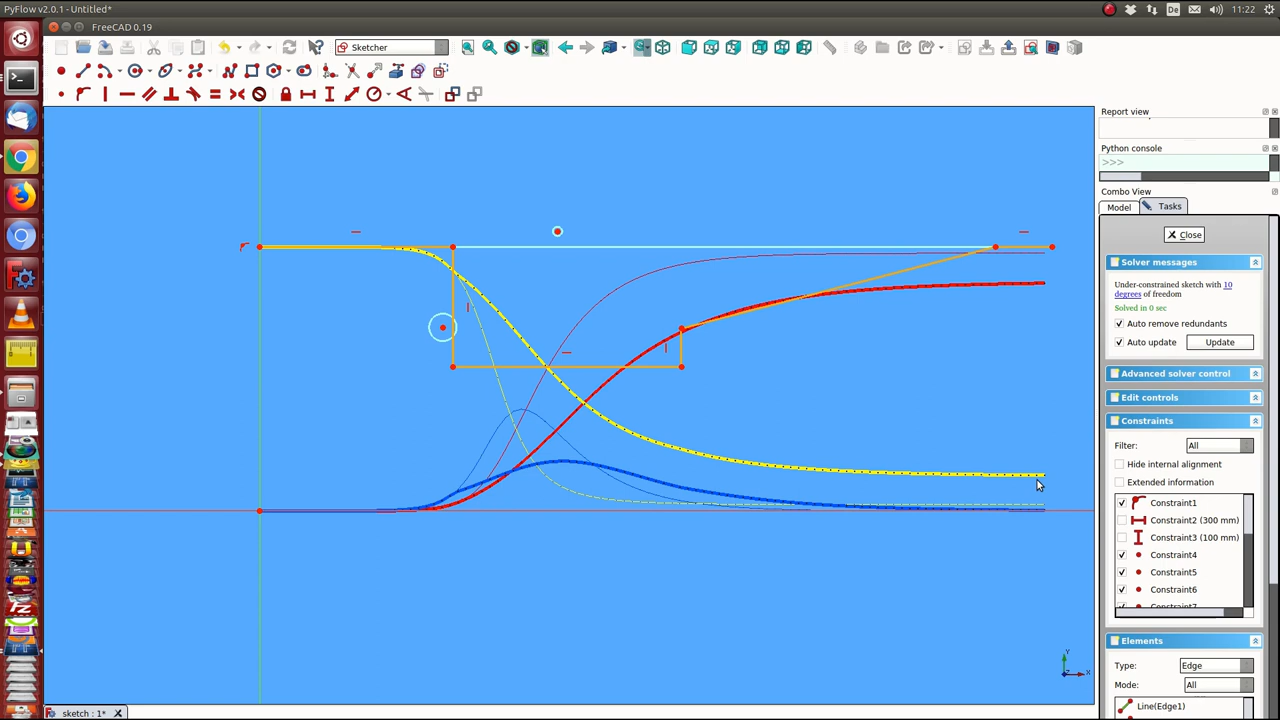 PyFlow v2.0.1 - Untitled*
De
11:22
FreeCAD 0.19
Sketcher
Report view
Python console
>>>
Combo View
Model
Tasks
Close
Solver messages
Under-constrained sketch with 10
degrees of freedom
Solved in 0 sec
Auto remove redundants
Auto update
Update
Advanced solver control
Edit controls
Constraints
Filter:
All
Hide internal alignment
Extended information
Constraint1
Constraint2 (300 mm)
Constraint3 (100 mm)
Constraint4
Constraint5
Constraint6
Constraint7
Elements
Type:
Edge
Mode:
All
Line(Edge1)
Y
X
sketch : 1*